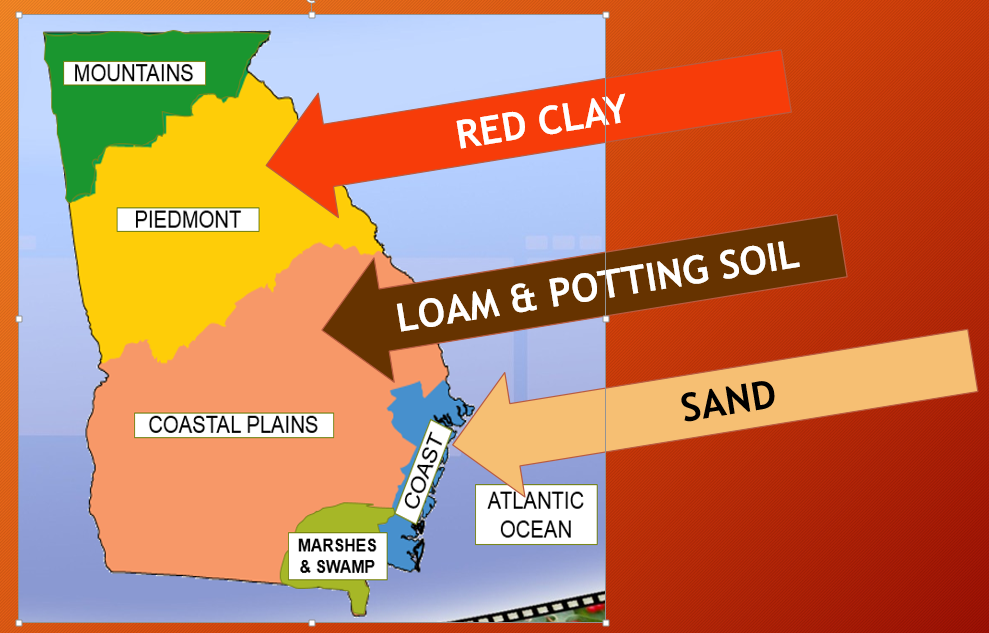 MOUNTAINS
RED CLAY
PIEDMONT
LOAM & POTTING SOIL
SAND
COASTAL PLAINS
COAST
ATLANTIC
OCEAN
MARSHES
& SWAMP